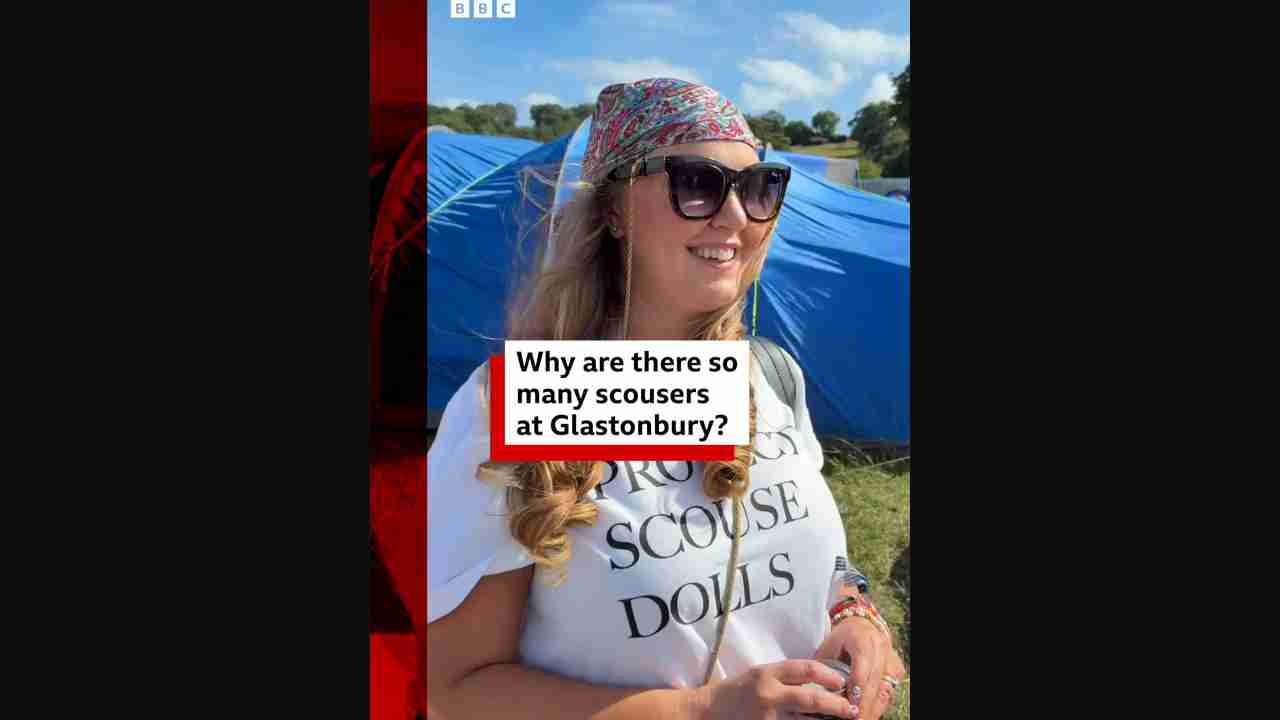 BBC
Why are there so
many scousers
at Glastonbury?
SCOUSE
DOLLS